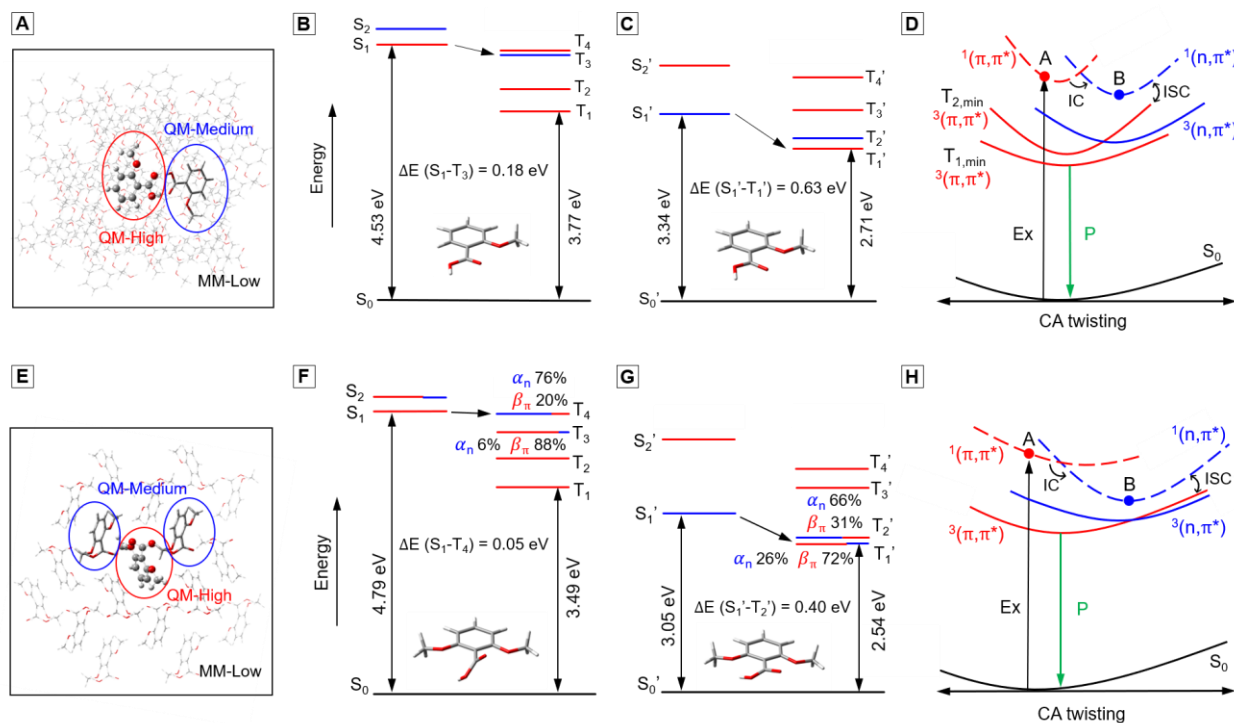 A
QM-Medium
QM-High
MM-Low
B
S2
S1
T4
T3
T2
T1
Energy
4.53 eV
ΔE (S1-T3) = 0.18 eV
3.77 eV
S0
C
S2'
S1'
T4'
T3'
T2'
T1'
3.34 eV
ΔE (S1'-T1') = 0.63 eV
2.71 eV
S0'
D
1(π,π*)
A
B
1(n,π*)
IC
ISC
T2,min
3(π,π*)
3(n,π*)
T1,min
3(π,π*)
Ex
P
S0
CA twisting
E
QM-Medium
QM-High
MM-Low
F
S2
S1
αn 76%
βπ 20%
T4
αn 6% βπ 88%
T3
T2
T1
Energy
4.79 eV
ΔE (S1-T4) = 0.05 eV
3.49 eV
S0
G
S2'
S1'
T4'
T3'
αn 66%
βπ 31%
T2'
αn 26% βπ 72%
T1'
3.05 eV
ΔE (S1'-T2') = 0.40 eV
2.54 eV
S0'
H
1(π,π*)
A
1(n,π*)
IC
B
ISC
3(π,π*)
3(n,π*)
Ex
P
S0
CA twisting